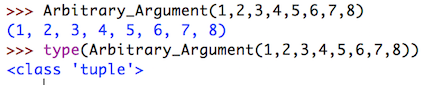 >>> Arbitrary_Argument(1,2,3,4,5,6,7,8)
(1, 2, 3, 4, 5, 6, 7, 8)
>>> type(Arbitrary_Argument(1,2,3,4,5,6,7,8))
<class 'tuple'>